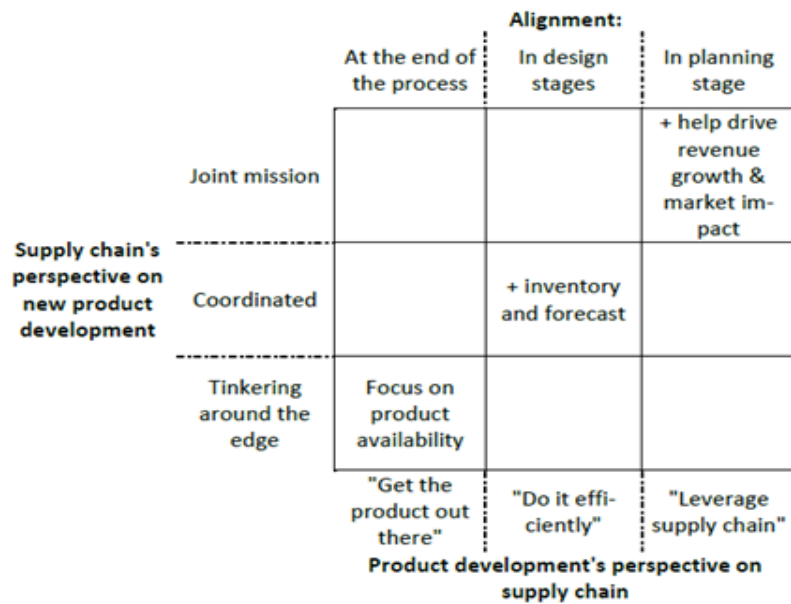 Alignment:
At the end of
the process
In design
stages
In planning
stage
Joint mission
+ help drive
revenue
growth &
market im-
pact
Supply chain's
perspective on
new product
development
Coordinated
+ inventory
and forecast
Tinkering
around the
edge
Focus on
product
availability
"Get the
product out
there"
"Do it effi-
ciently"
"Leverage
supply chain"
Product development's perspective on
supply chain